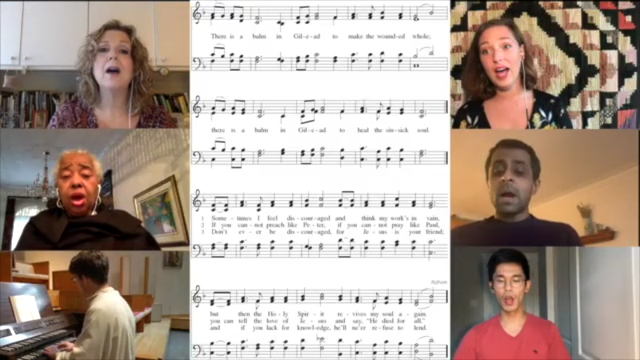 There is a balm in Gil-e-ad to make the wound-ed whole;
there is a balm in Gil-e-ad to heal the sin-sick soul.
1 Some-times I feel dis-cour-aged and think my work's in vain,
2 If you can-not preach like Pe-ter, if you can-not pray like Paul,
3 Don't ev-er be dis-cour-aged, for Je-sus is your friend;
Refrain
but then the Ho-ly Spir-it re-vives my soul a-gain.
you can tell the love of Je-sus and say, "He died for all."
and if you lack for knowl-edge, he'll ne'er re-fuse to lend.